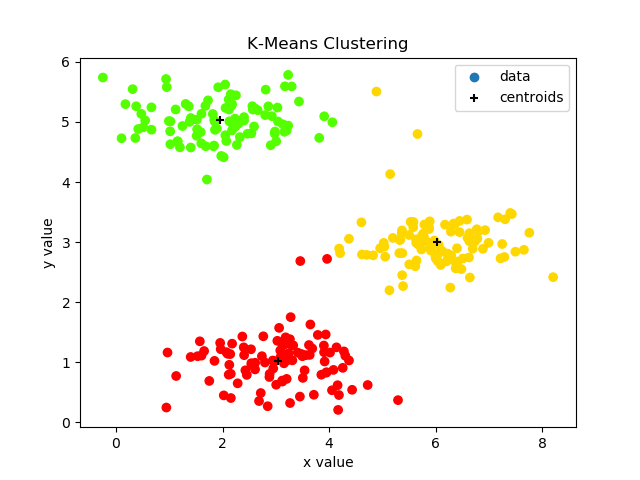 K-Means Clustering
data
centroids
y value
6
5
4
3
2
1
0
0 2 4 6 8
x value